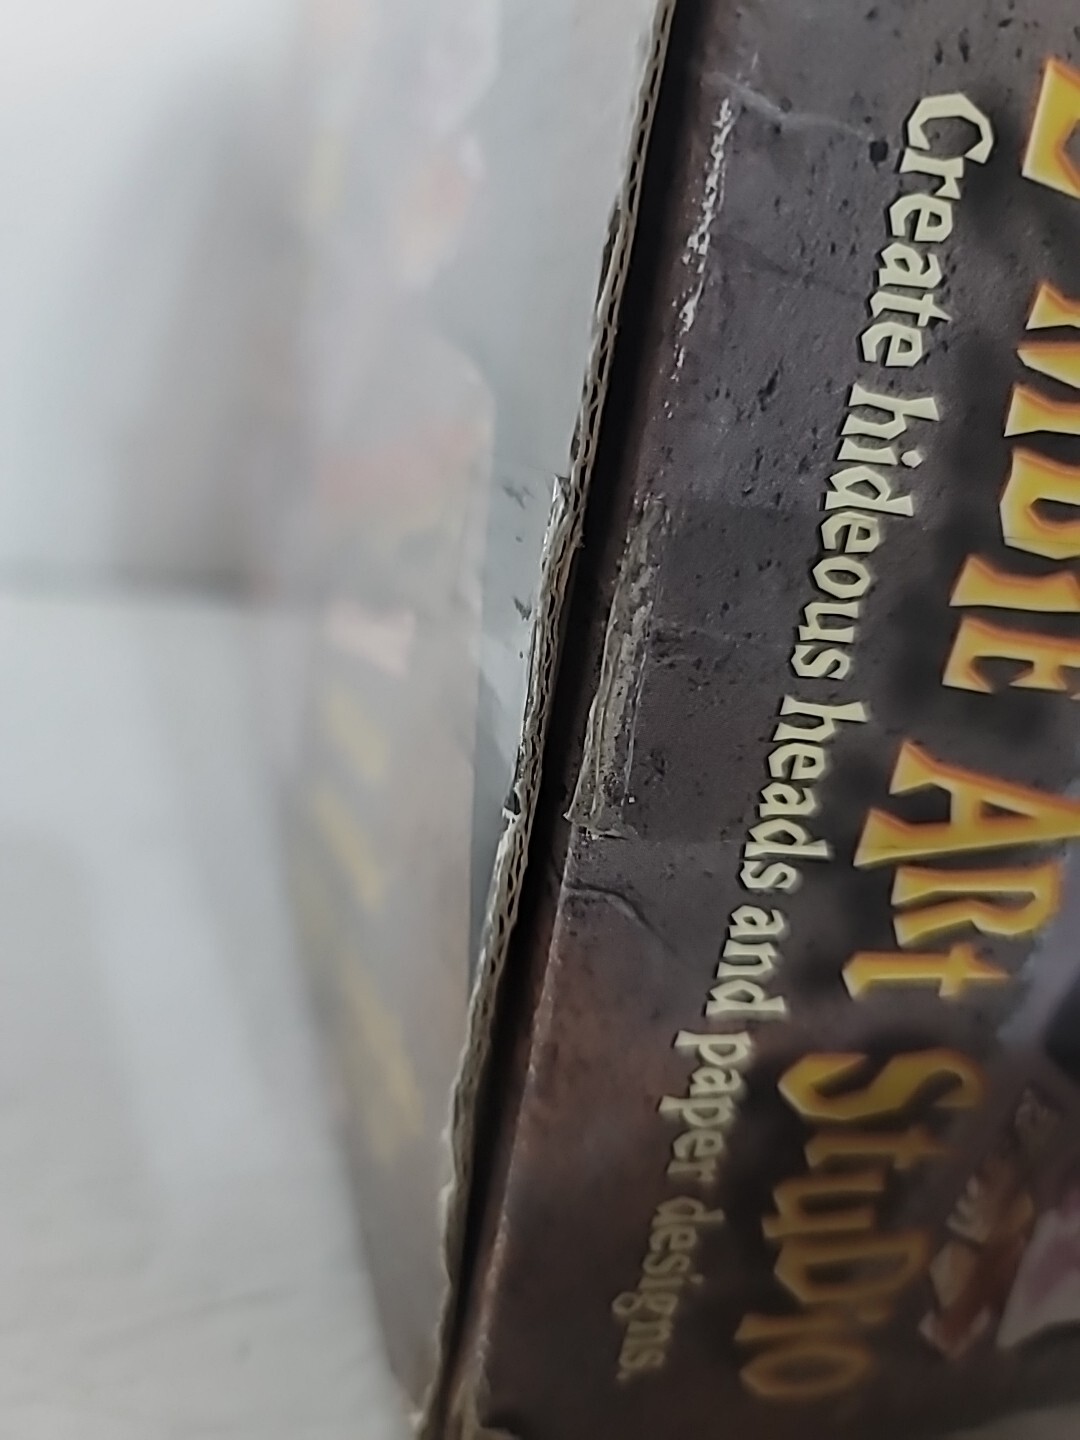 ART STUDIO
Create hideous heads and paper designs.